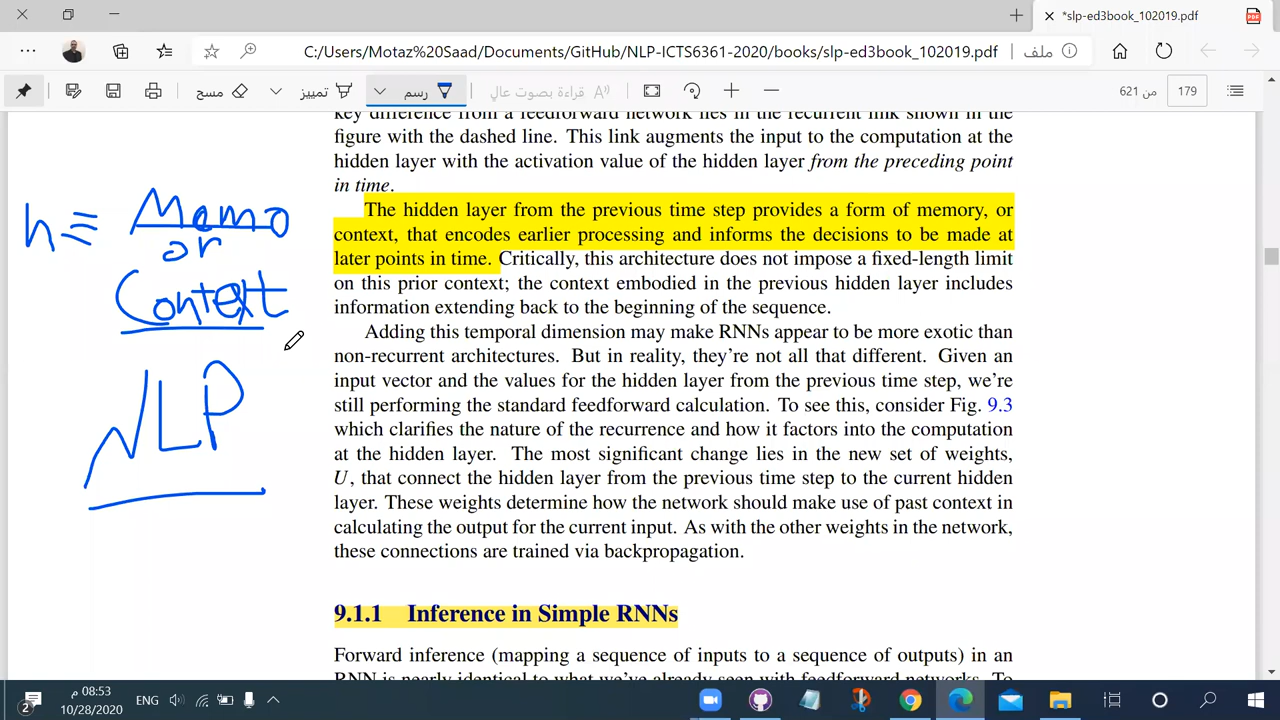 *slp-ed3book_102019.pdf
C:/Users/Motaz%20Saad/Documents/GitHub/NLP-ICTS6361-2020/books/slp-ed3book_102019.pdf
ملف
مسح
تمييز
رسم
قراءة بصوت عالٍ
179
من 621
key difference from a feedforward network lies in the recurrent link shown in the
figure with the dashed line. This link augments the input to the computation at the
hidden layer with the activation value of the hidden layer from the preceding point
in time.
The hidden layer from the previous time step provides a form of memory, or
context, that encodes earlier processing and informs the decisions to be made at
later points in time. Critically, this architecture does not impose a fixed-length limit
on this prior context; the context embodied in the previous hidden layer includes
information extending back to the beginning of the sequence.
Adding this temporal dimension may make RNNs appear to be more exotic than
non-recurrent architectures. But in reality, they're not all that different. Given an
input vector and the values for the hidden layer from the previous time step, we're
still performing the standard feedforward calculation. To see this, consider Fig. 9.3
which clarifies the nature of the recurrence and how it factors into the computation
at the hidden layer. The most significant change lies in the new set of weights,
U, that connect the hidden layer from the previous time step to the current hidden
layer. These weights determine how the network should make use of past context in
calculating the output for the current input. As with the other weights in the network,
these connections are trained via backpropagation.
9.1.1 Inference in Simple RNNs
Forward inference (mapping a sequence of inputs to a sequence of outputs) in an
RNN is nearly identical to what we've already seen with feedforward networks. To
h = Memo
or
Context
NLP
08:53 م
10/28/2020
ENG
2